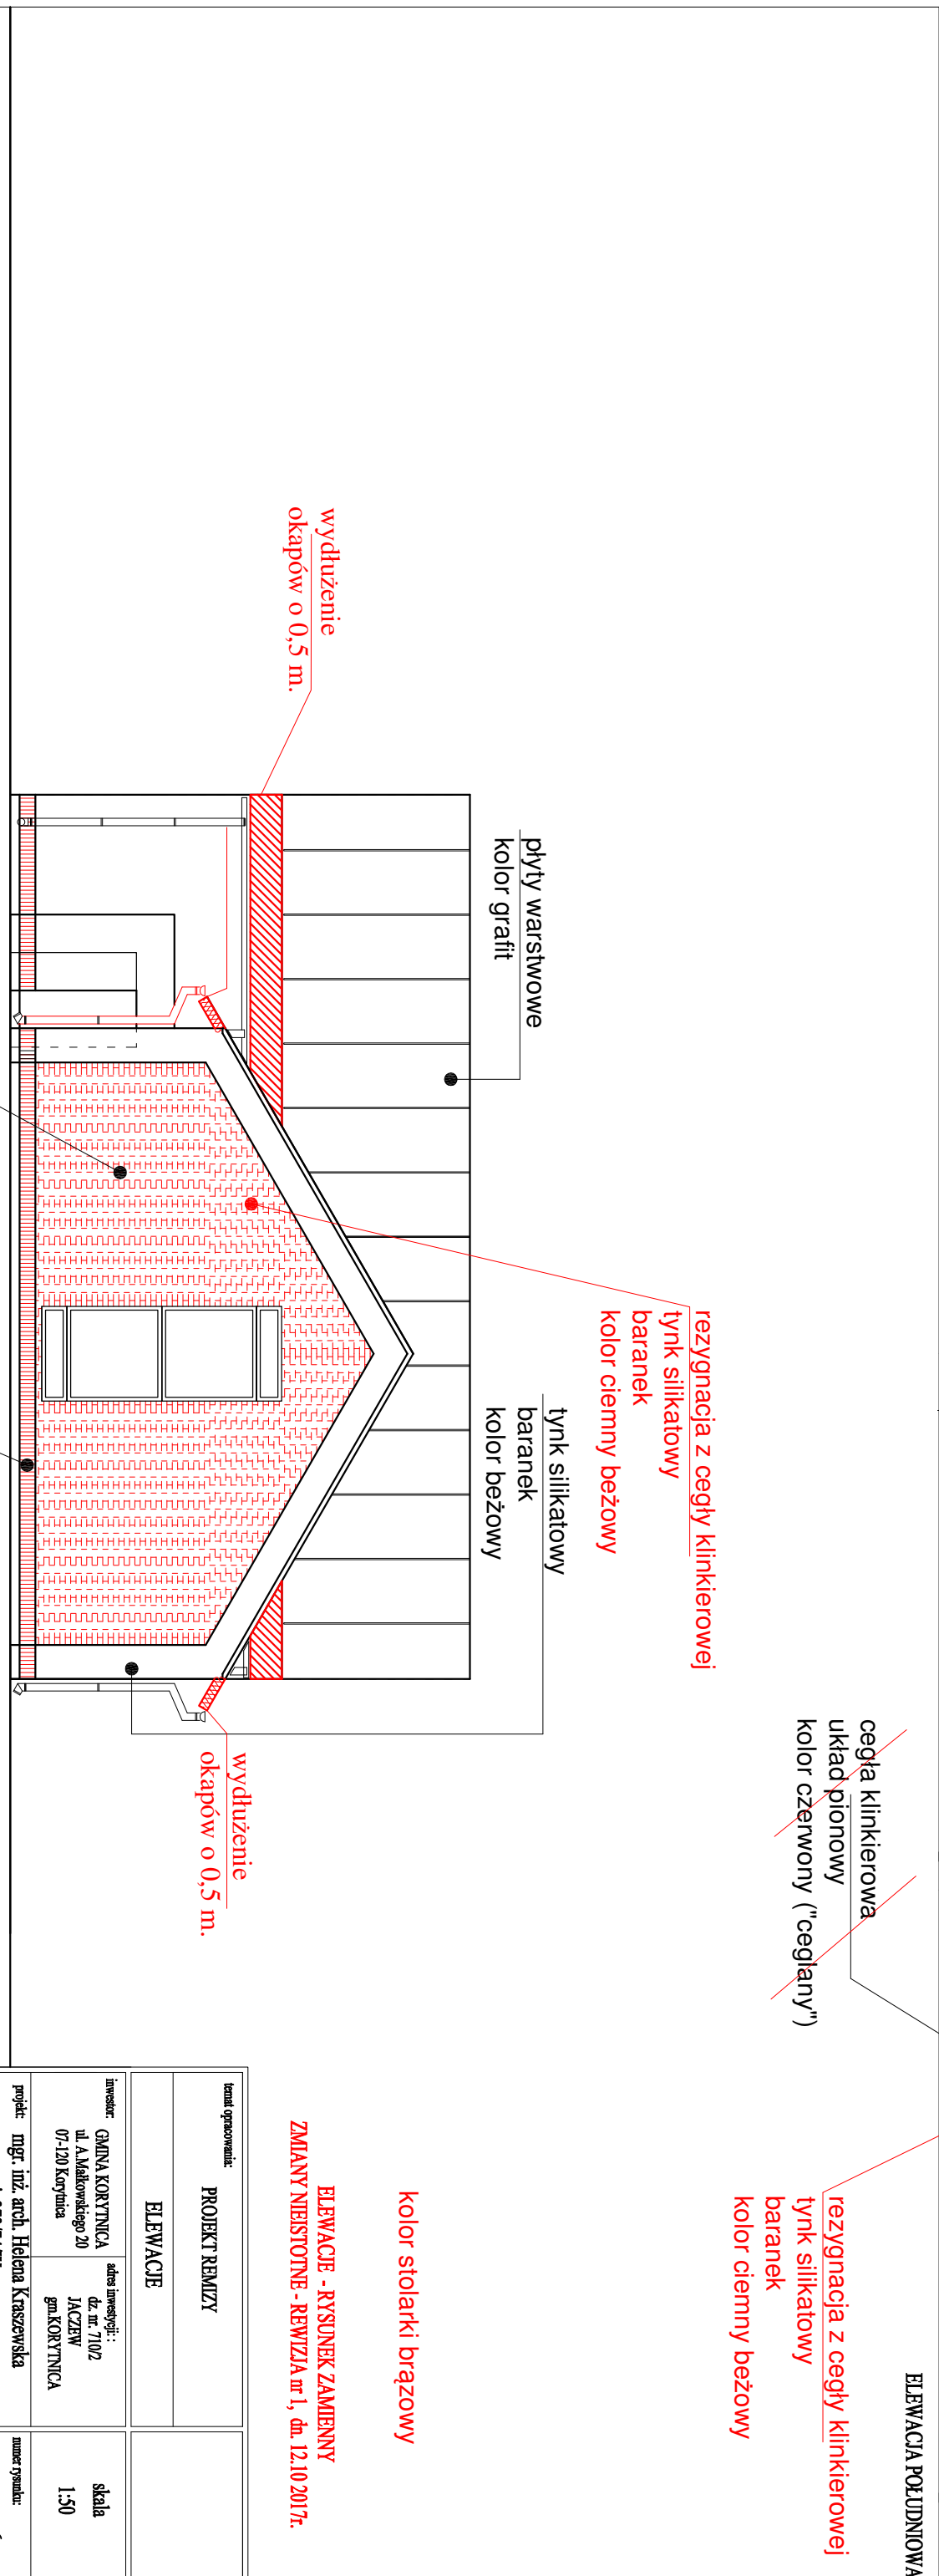 ELEWACJA POŁUDNIOWA
cegła klinkierowa
układ pionowy
kolor czerwony ("ceglany")
rezygnacja z cegły klinkierowej
tynk silikatowy
baranek
kolor ciemny beżowy
rezygnacja z cegły klinkierowej
tynk silikatowy
baranek
kolor ciemny beżowy
płyty warstwowe
kolor grafit
tynk silikatowy
baranek
kolor beżowy
kolor stolarki brązowy
wydłużenie
okapów o 0,5 m.
wydłużenie
okapów o 0,5 m.
ELEWACJE - RYSUNEK ZAMIENNY
ZMIANY NIEISTOTNE - REWIZJA nr 1, dn. 12.10 2017r.
temat opracowania:
PROJEKT REMIZY
ELEWACJE
inwestor: GMINA KORYTNICA
ul. A.Małkowskiego 20
07-120 Korytnica
adres inwestycji: :
dz. nr. 710/2
JACZEW
gm.KORYTNICA
skala
1:50
projekt: mgr. inż. arch. Helena Kraszewska
numer rysunku: